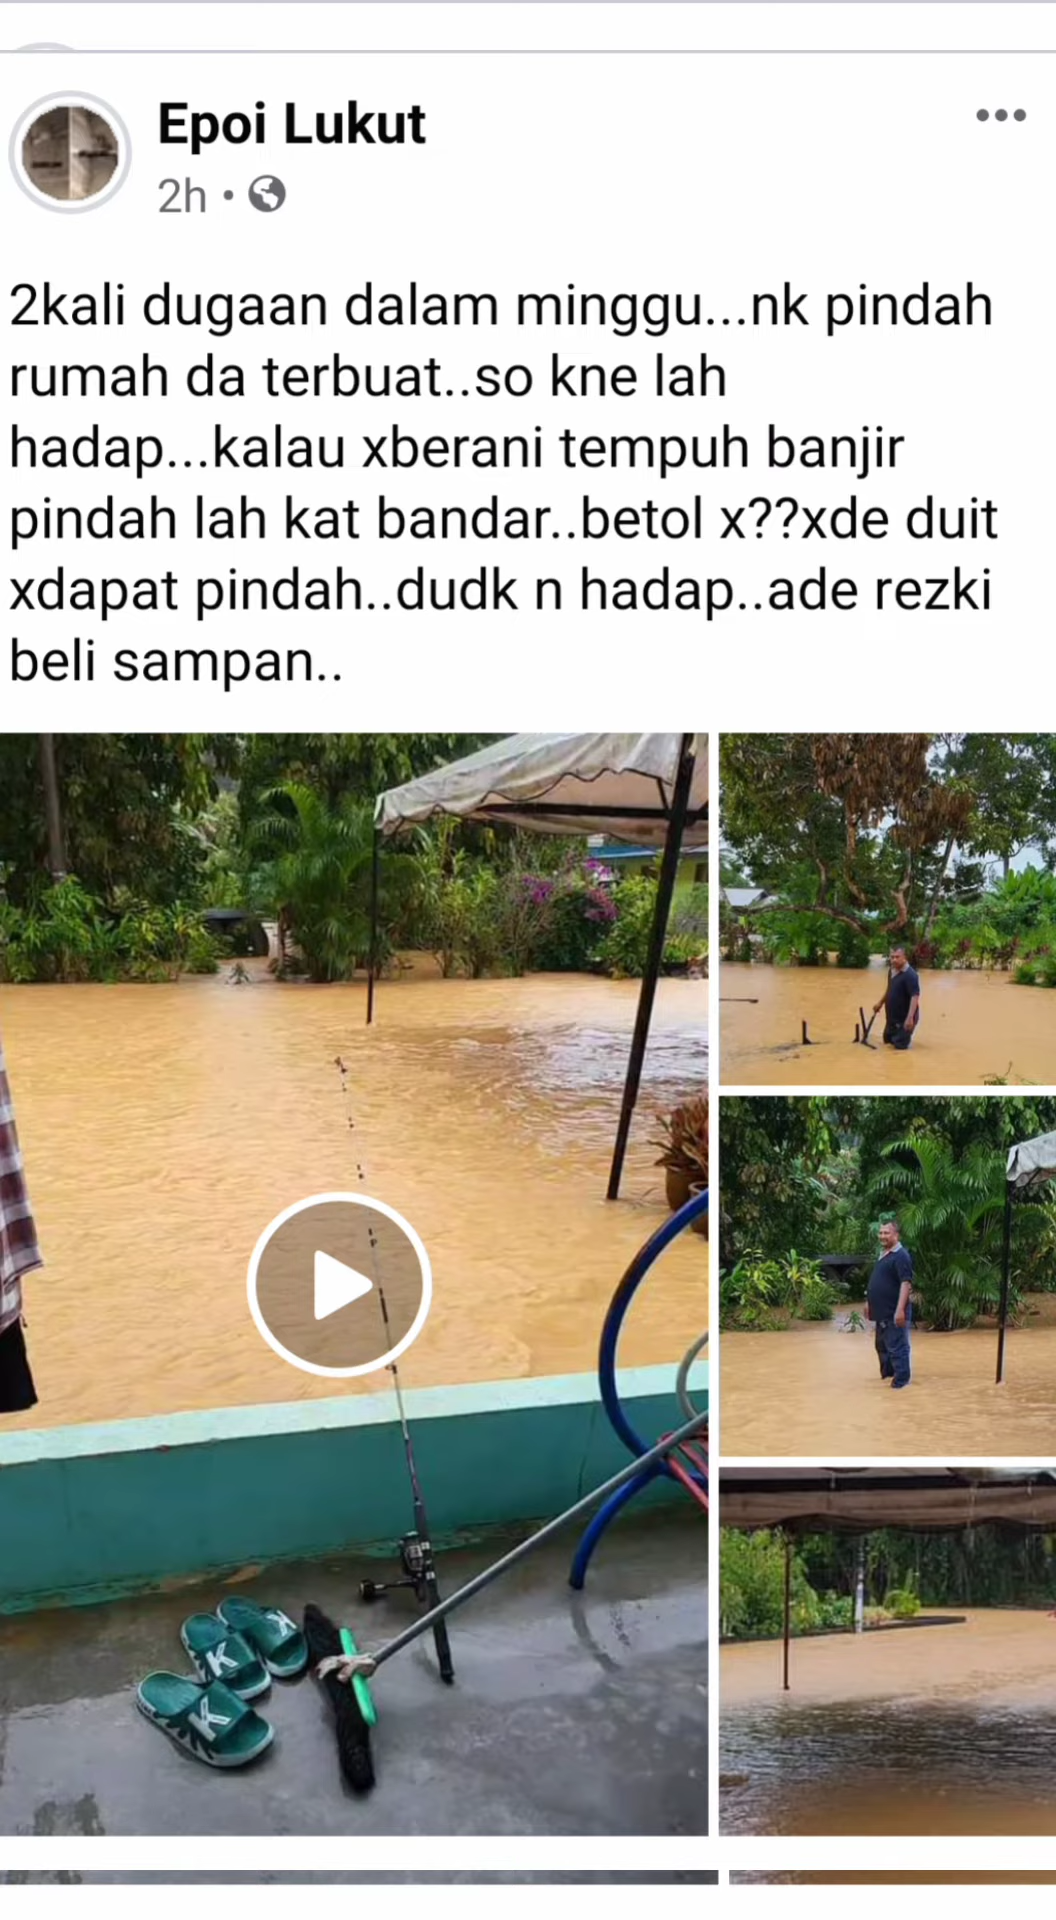 Epoi Lukut
2h
2kali dugaan dalam minggu...nk pindah
rumah da terbuat..so kne lah
hadap...kalau xberani tempuh banjir
pindah lah kat bandar..betol x??xde duit
xdapat pindah..dudk n hadap..ade rezki
beli sampan..
K
K
K